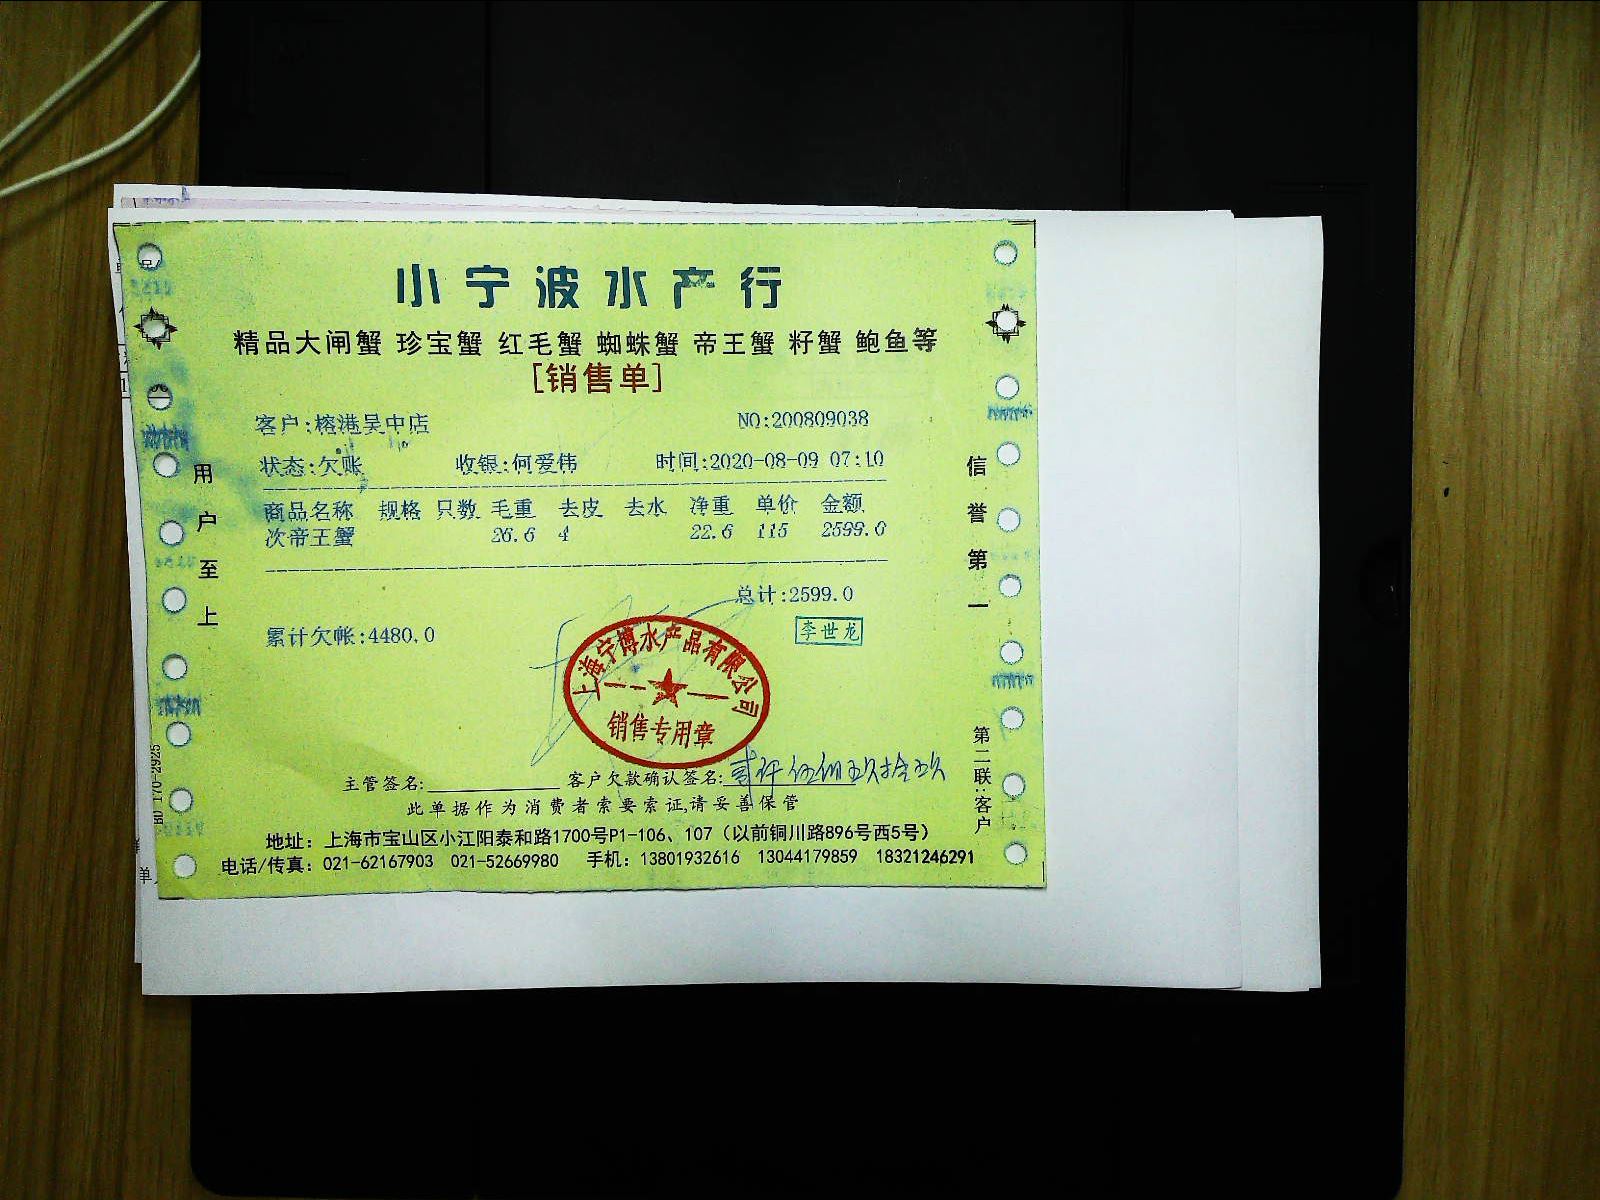 小宁波水产行
精品大闸蟹 珍宝蟹 红毛蟹 蜘蛛蟹 帝王蟹 籽蟹 鲍鱼等
[销售单]
客户:榕港吴中店 NO:200809038
状态:欠账 收银:何爱伟 时间:2020-08-09 07:10
商品名称 规格 只数 毛重 去皮 去水 净重 单价 金额
次帝王蟹 26.6 4 22.6 115 2599.0
总计:2599.0
累计欠帐:4480.0
李世龙
上海宁博水产品有限公司
销售专用章
主管签名: 客户欠款确认签名: 贰仟伍佰玖拾玖
此单据作为消费者索要索证,请妥善保管
地址：上海市宝山区小江阳泰和路1700号P1-106、107（以前铜川路896号西5号）
电话/传真：021-62167903 021-52669980 手机：13801932616 13044179859 18321246291
用户至上
信誉第一
第二联:客户